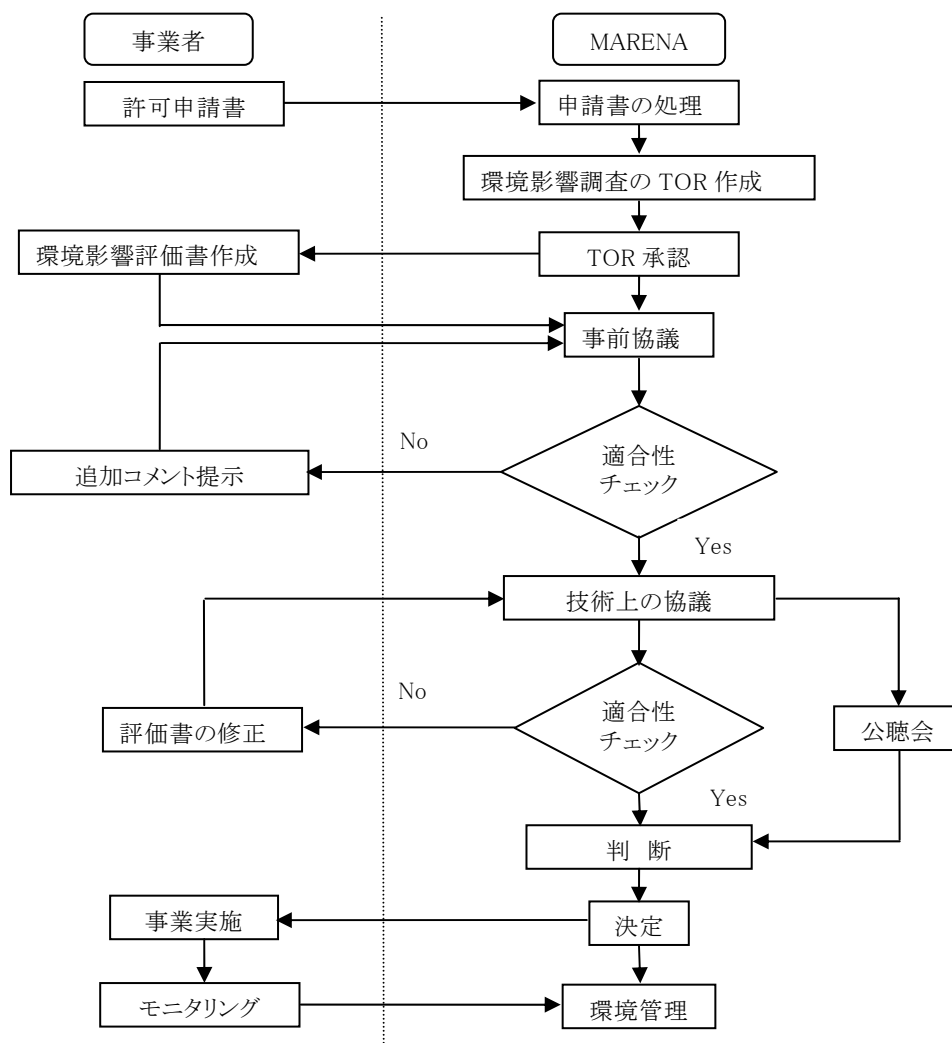 事業者
MARENA
許可申請書
申請書の処理
環境影響調査の TOR 作成
環境影響評価書作成
TOR 承認
事前協議
No
適合性
チェック
追加コメント提示
Yes
技術上の協議
No
適合性
チェック
評価書の修正
公聴会
Yes
判 断
事業実施
決定
モニタリング
環境管理